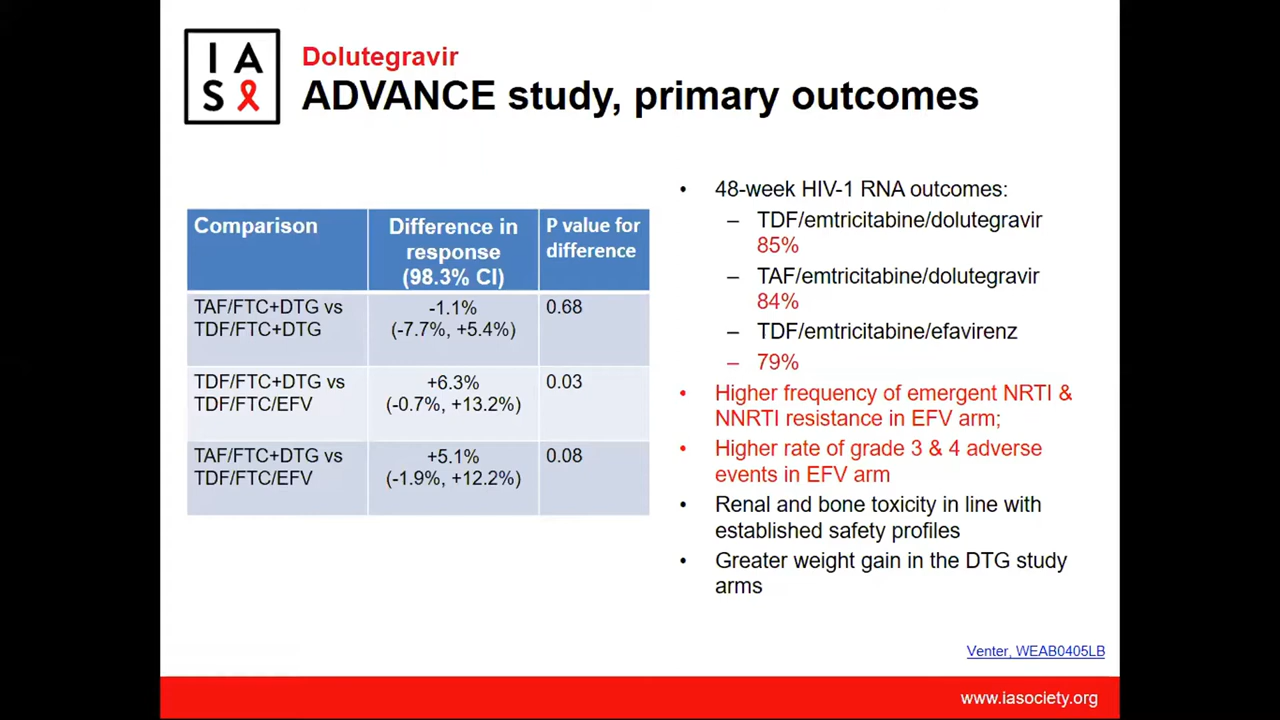 IA
S
Dolutegravir
ADVANCE study, primary outcomes
Comparison
Difference in
response
(98.3% CI)
P value for
difference
TAF/FTC+DTG vs
TDF/FTC+DTG
-1.1%
(-7.7%, +5.4%)
0.68
TDF/FTC+DTG vs
TDF/FTC/EFV
+6.3%
(-0.7%, +13.2%)
0.03
TAF/FTC+DTG vs
TDF/FTC/EFV
+5.1%
(-1.9%, +12.2%)
0.08
• 48-week HIV-1 RNA outcomes:
– TDF/emtricitabine/dolutegravir
85%
– TAF/emtricitabine/dolutegravir
84%
– TDF/emtricitabine/efavirenz
– 79%
• Higher frequency of emergent NRTI &
NNRTI resistance in EFV arm;
• Higher rate of grade 3 & 4 adverse
events in EFV arm
• Renal and bone toxicity in line with
established safety profiles
• Greater weight gain in the DTG study
arms
Venter, WEAB0405LB
www.iasociety.org